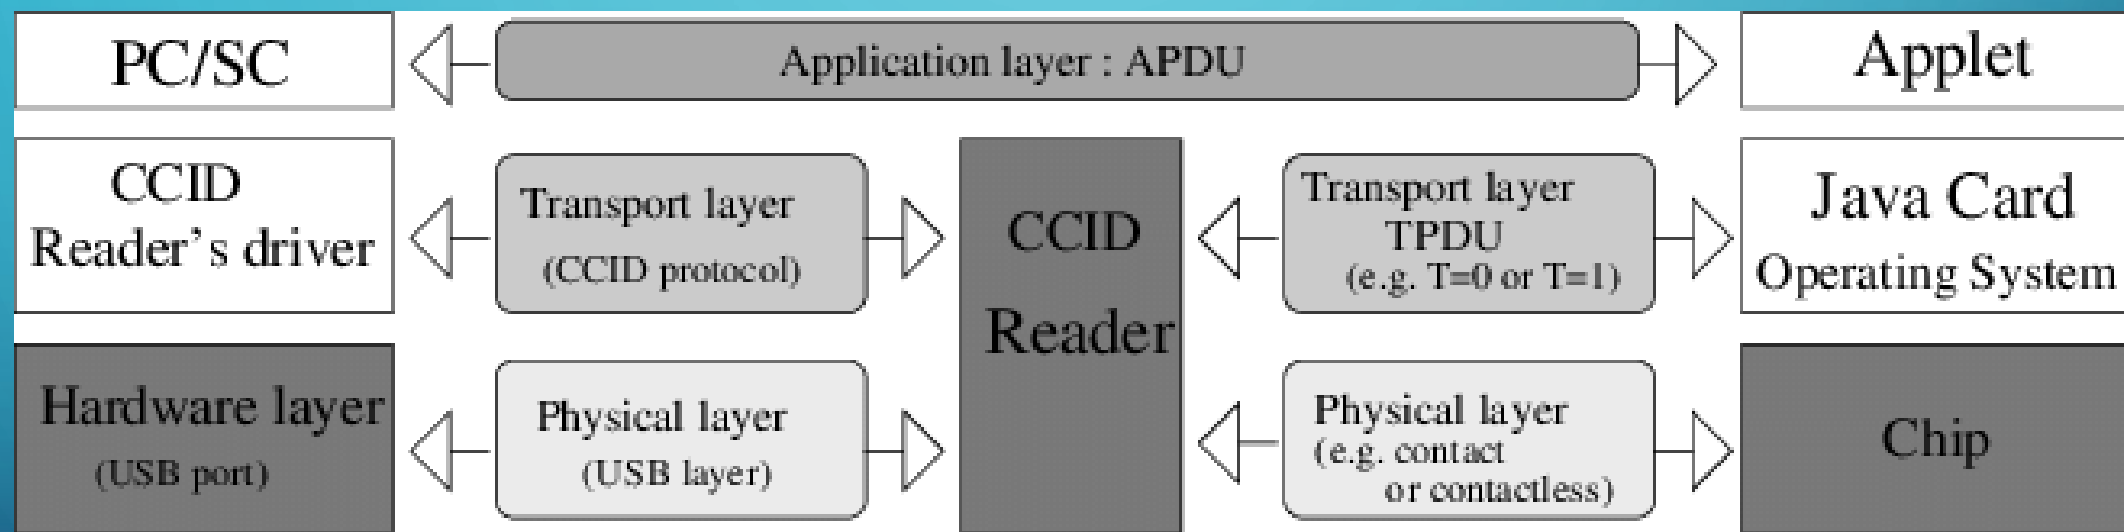 PC/SC
Application layer : APDU
Applet
CCID
Reader’s driver
Transport layer
(CCID protocol)
CCID
Reader
Transport layer
TPDU
(e.g. T=0 or T=1)
Java Card
Operating System
Hardware layer
(USB port)
Physical layer
(USB layer)
Physical layer
(e.g. contact
or contactless)
Chip